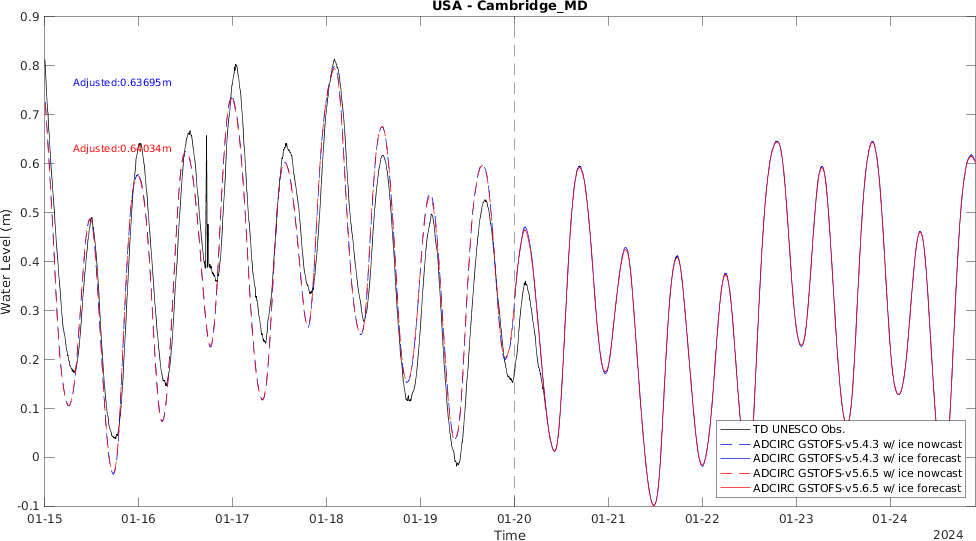 USA - Cambridge_MD
0.9
0.8
0.7
0.6
0.5
0.4
0.3
0.2
0.1
0
-0.1
Water Level (m)
Adjusted:0.63695m
Adjusted:0.64034m
TD UNESCO Obs.
ADCIRC GSTOFS-v5.4.3 w/ ice nowcast
ADCIRC GSTOFS-v5.4.3 w/ ice forecast
ADCIRC GSTOFS-v5.6.5 w/ ice nowcast
ADCIRC GSTOFS-v5.6.5 w/ ice forecast
01-15 01-16 01-17 01-18 01-19 01-20 01-21 01-22 01-23 01-24
Time
2024